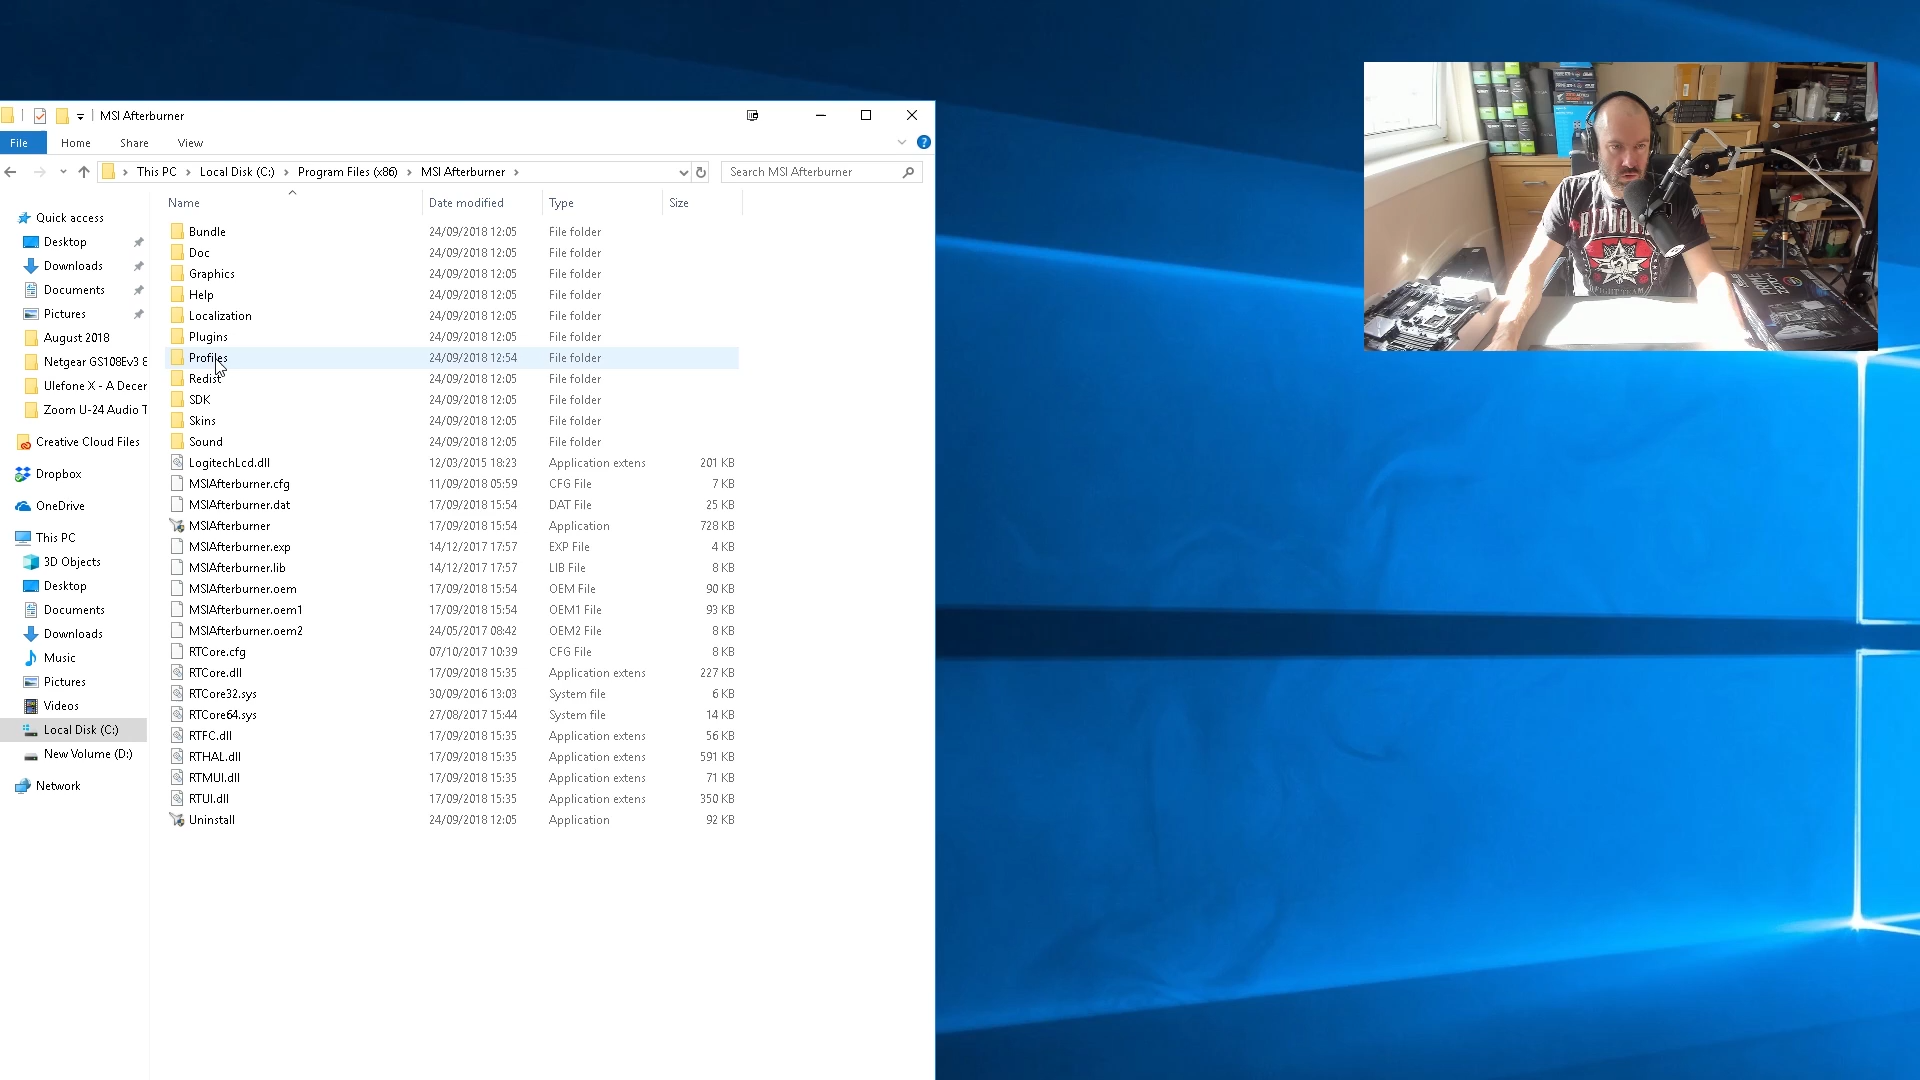 MSI Afterburner
File Home Share View
This PC Local Disk (C:) Program Files (x86) MSI Afterburner
Search MSI Afterburner
Name Date modified Type Size
Quick access
Desktop
Downloads
Documents
Pictures
August 2018
Netgear GS108Ev3 8
Ulefone X - A Decer
Zoom U-24 Audio T
Creative Cloud Files
Dropbox
OneDrive
This PC
3D Objects
Desktop
Documents
Downloads
Music
Pictures
Videos
Local Disk (C:)
New Volume (D:)
Network
Bundle 24/09/2018 12:05 File folder
Doc 24/09/2018 12:05 File folder
Graphics 24/09/2018 12:05 File folder
Help 24/09/2018 12:05 File folder
Localization 24/09/2018 12:05 File folder
Plugins 24/09/2018 12:05 File folder
Profiles 24/09/2018 12:54 File folder
Redist 24/09/2018 12:05 File folder
SDK 24/09/2018 12:05 File folder
Skins 24/09/2018 12:05 File folder
Sound 24/09/2018 12:05 File folder
LogitechLcd.dll 12/03/2015 18:23 Application extens 201 KB
MSIAfterburner.cfg 11/09/2018 05:59 CFG File 7 KB
MSIAfterburner.dat 17/09/2018 15:54 DAT File 25 KB
MSIAfterburner 17/09/2018 15:54 Application 728 KB
MSIAfterburner.exp 14/12/2017 17:57 EXP File 4 KB
MSIAfterburner.lib 14/12/2017 17:57 LIB File 8 KB
MSIAfterburner.oem 17/09/2018 15:54 OEM File 90 KB
MSIAfterburner.oem1 17/09/2018 15:54 OEM1 File 93 KB
MSIAfterburner.oem2 24/05/2017 08:42 OEM2 File 8 KB
RTCore.cfg 07/10/2017 10:39 CFG File 8 KB
RTCore.dll 17/09/2018 15:35 Application extens 227 KB
RTCore32.sys 30/09/2016 13:03 System file 6 KB
RTCore64.sys 27/08/2017 15:44 System file 14 KB
RTFC.dll 17/09/2018 15:35 Application extens 56 KB
RTHAL.dll 17/09/2018 15:35 Application extens 591 KB
RTMUI.dll 17/09/2018 15:35 Application extens 71 KB
RTUI.dll 17/09/2018 15:35 Application extens 350 KB
Uninstall 24/09/2018 12:05 Application 92 KB